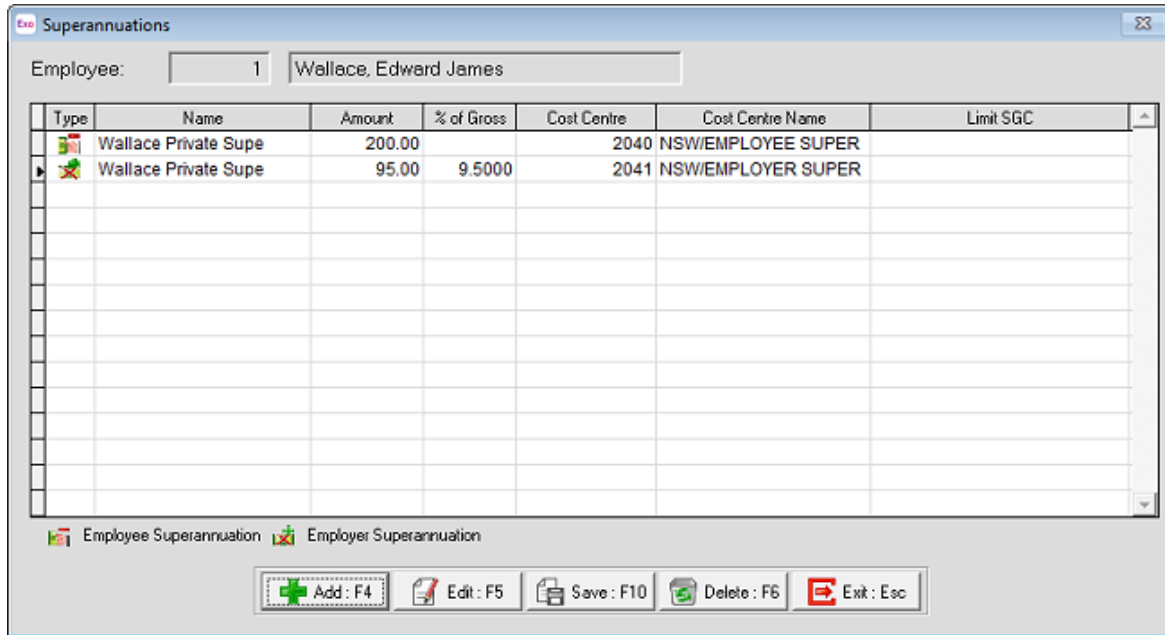 Exo Superannuations
Employee: 1 Wallace, Edward James
Type Name Amount % of Gross Cost Centre Cost Centre Name Limit SGC
Wallace Private Supe 200.00 2040 NSW/EMPLOYEE SUPER
Wallace Private Supe 95.00 9.5000 2041 NSW/EMPLOYER SUPER
Employee Superannuation Employer Superannuation
Add : F4 Edit : F5 Save : F10 Delete : F6 Exit : Esc